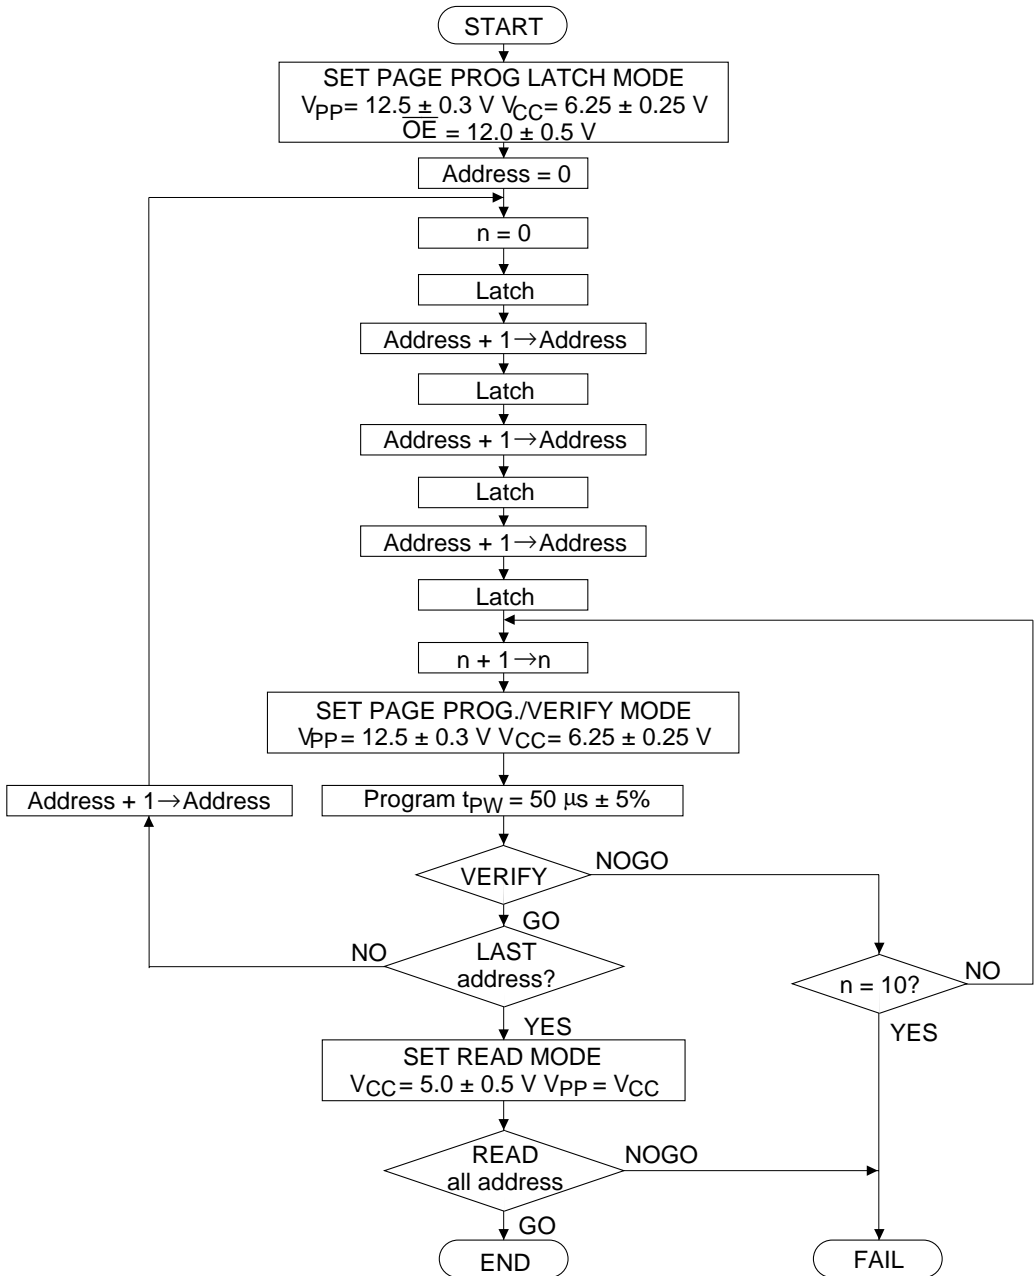 START
SET PAGE PROG LATCH MODE
VPP= 12.5 ± 0.3 V VCC= 6.25 ± 0.25 V
O̅E̅ = 12.0 ± 0.5 V
Address = 0
n = 0
Latch
Address + 1→Address
Latch
Address + 1→Address
Latch
Address + 1→Address
Latch
n + 1→n
SET PAGE PROG./VERIFY MODE
VPP= 12.5 ± 0.3 V VCC= 6.25 ± 0.25 V
Address + 1→Address
Program tPW = 50 µs ± 5%
VERIFY
NOGO
GO
NO
LAST
address?
n = 10?
NO
YES
YES
SET READ MODE
VCC= 5.0 ± 0.5 V VPP = VCC
READ
all address
NOGO
GO
END
FAIL